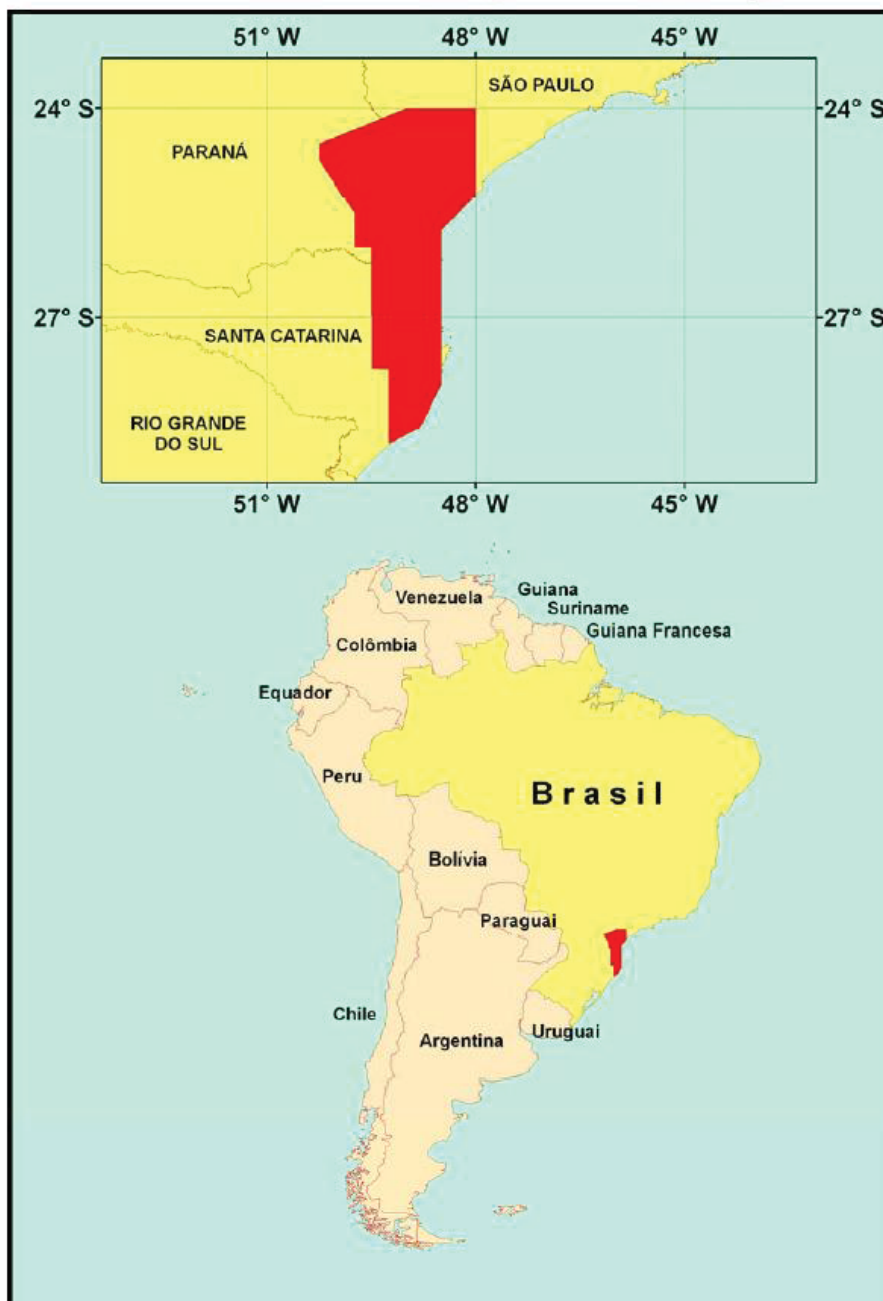 51° W 48° W 45° W
24° S
SÃO PAULO
24° S
PARANÁ
27° S
27° S
SANTA CATARINA
RIO GRANDE
DO SUL
51° W 48° W 45° W
Venezuela
Guiana
Suriname
Guiana Francesa
Colômbia
Equador
Peru
Brasil
Bolívia
Paraguai
Chile
Argentina
Uruguai